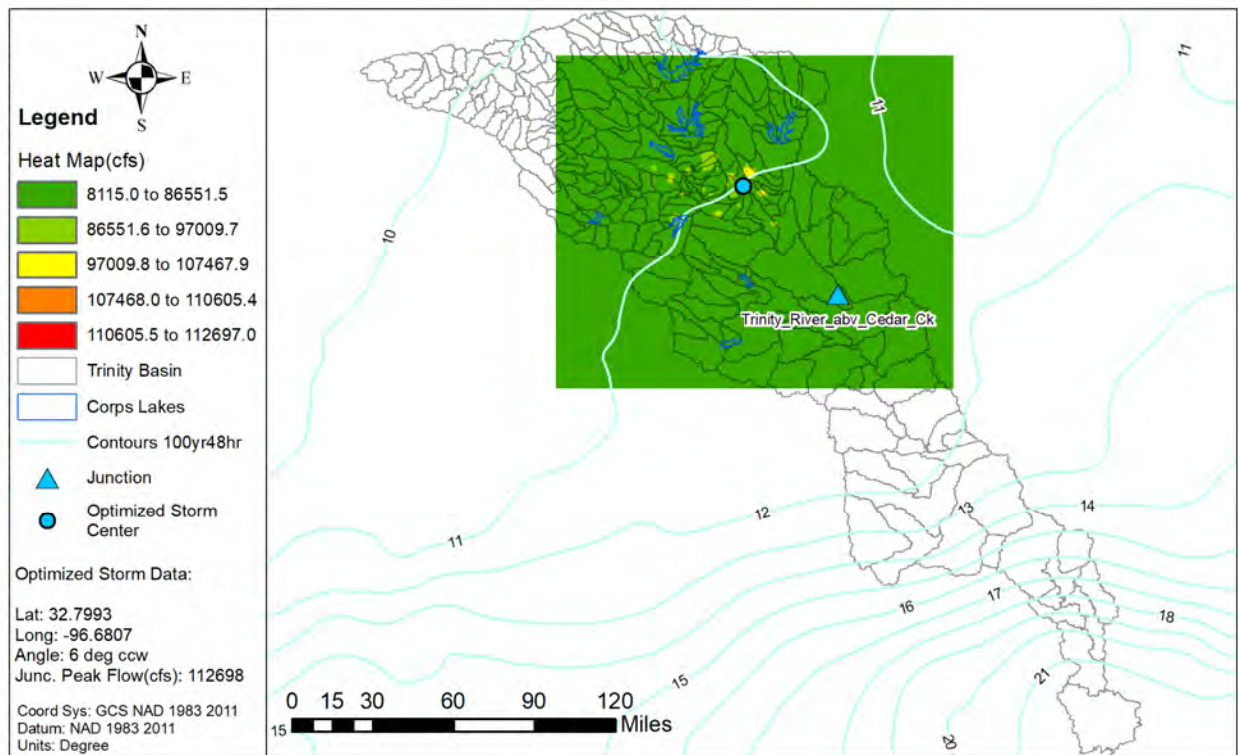 N
W
E
S
Legend
Heat Map(cfs)
8115.0 to 86551.5
86551.6 to 97009.7
97009.8 to 107467.9
107468.0 to 110605.4
110605.5 to 112697.0
Trinity Basin
Corps Lakes
Contours 100yr48hr
Junction
Optimized Storm
Center
Optimized Storm Data:
Lat: 32.7993
Long: -96.6807
Angle: 6 deg ccw
Junc. Peak Flow(cfs): 112698
Coord Sys: GCS NAD 1983 2011
Datum: NAD 1983 2011
Units: Degree
11
11
10
Trinity_River_abv_Cedar_Ck
12
13
14
11
16
17
18
15
21
20
15
0 15 30 60 90 120
Miles